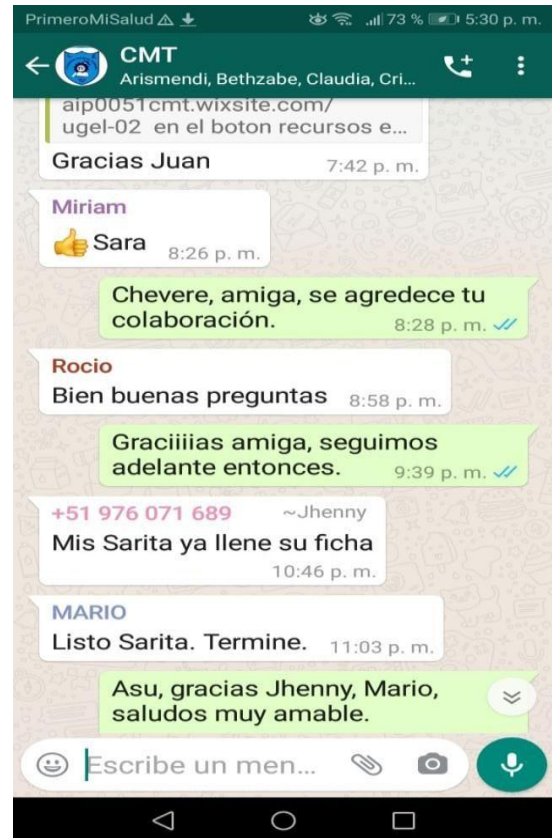 PrimeroMiSalud 73 % 5:30 p. m.
CMT
Arismendi, Bethzabe, Claudia, Cri...
aip0051cmt.wixsite.com/
ugel-02 en el boton recursos e...
Gracias Juan 7:42 p. m.
Miriam
👍 Sara 8:26 p. m.
Chevere, amiga, se agredece tu
colaboración. 8:28 p. m.
Rocio
Bien buenas preguntas 8:58 p. m.
Graciiiias amiga, seguimos
adelante entonces. 9:39 p. m.
+51 976 071 689 ~Jhenny
Mis Sarita ya llene su ficha
10:46 p. m.
MARIO
Listo Sarita. Termine. 11:03 p. m.
Asu, gracias Jhenny, Mario,
saludos muy amable.
Escribe un men...